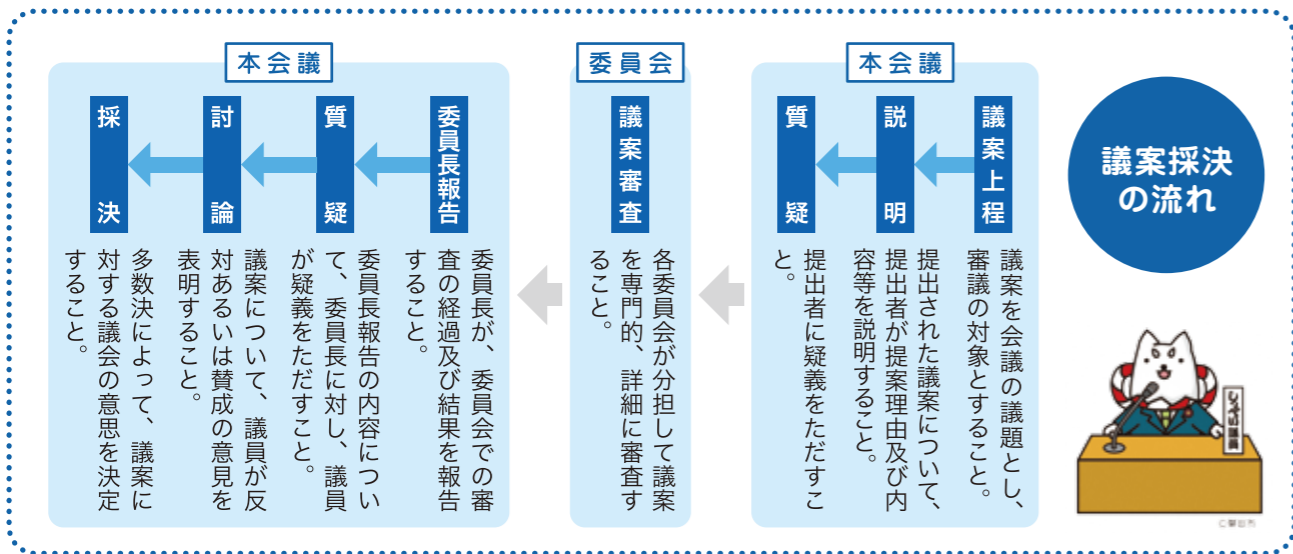 議案採決
の流れ
本会議
議案上程
議案を会議の議題とし、
審議の対象とすること。
説明
提出された議案について、
提出者が提案理由及び内
容等を説明すること。
質疑
提出者に疑義をただすこ
と。
委員会
議案審査
各委員会が分担して議案
を専門的、詳細に審査す
ること。
本会議
委員長報告
委員長が、委員会での審
査の経過及び結果を報告
すること。
質疑
委員長報告の内容につい
て、委員長に対し、議員
が疑義をただすこと。
討論
議案について、議員が反
対あるいは賛成の意見を
表明すること。
採決
多数決によって、議案に
対する議会の意思を決定
すること。